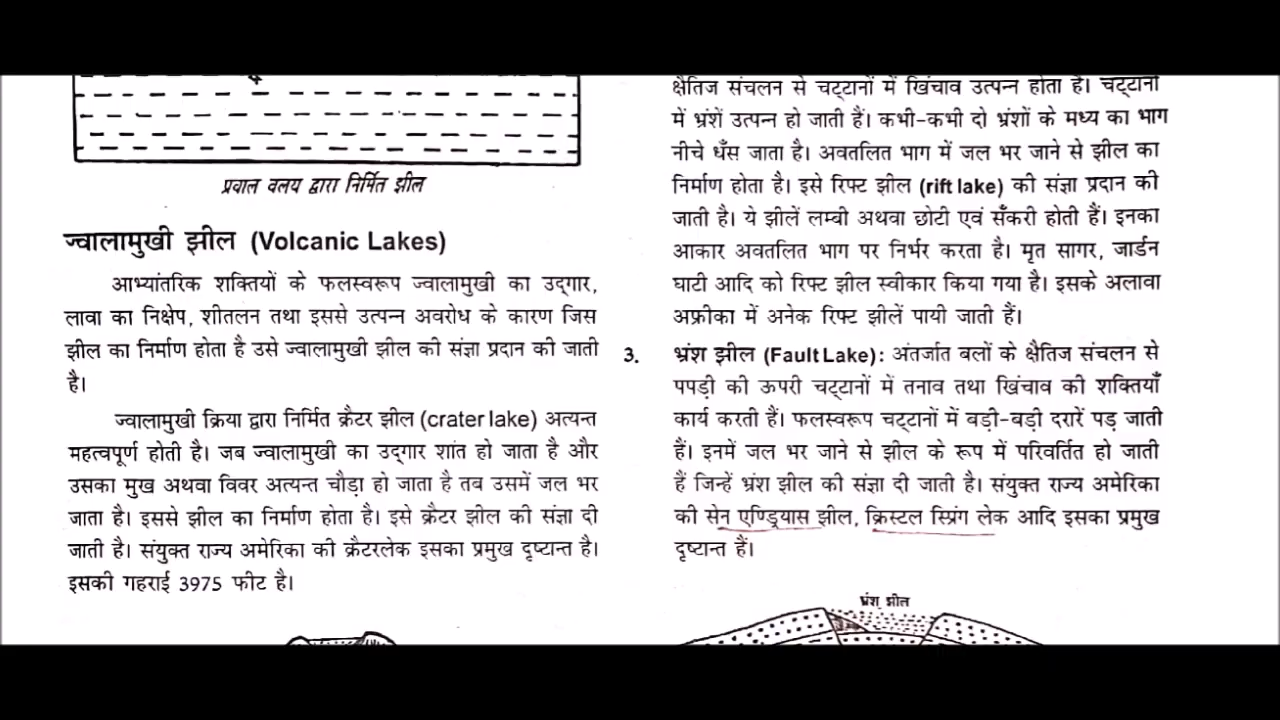 प्रवाल वलय द्वारा निर्मित झील
ज्वालामुखी झील (Volcanic Lakes)
आभ्यांतरिक शक्तियों के फलस्वरूप ज्वालामुखी का उद्गार,
लावा का निक्षेप, शीतलन तथा इससे उत्पन्न अवरोध के कारण जिस
झील का निर्माण होता है उसे ज्वालामुखी झील की संज्ञा प्रदान की जाती
है।
ज्वालामुखी क्रिया द्वारा निर्मित क्रैटर झील (crater lake) अत्यन्त
महत्वपूर्ण होती है। जब ज्वालामुखी का उद्गार शांत हो जाता है और
उसका मुख अथवा विवर अत्यन्त चौड़ा हो जाता है तब उसमें जल भर
जाता है। इससे झील का निर्माण होता है। इसे क्रैटर झील की संज्ञा दी
जाती है। संयुक्त राज्य अमेरिका की क्रैटरलेक इसका प्रमुख दृष्टान्त है।
इसकी गहराई 3975 फीट है।
क्षैतिज संचलन से चट्टानों में खिंचाव उत्पन्न होता है। चट्टानों
में भ्रंशें उत्पन्न हो जाती हैं। कभी-कभी दो भ्रंशों के मध्य का भाग
नीचे धँस जाता है। अवतलित भाग में जल भर जाने से झील का
निर्माण होता है। इसे रिफ्ट झील (rift lake) की संज्ञा प्रदान की
जाती है। ये झीलें लम्बी अथवा छोटी एवं सँकरी होती हैं। इनका
आकार अवतलित भाग पर निर्भर करता है। मृत सागर, जार्डन
घाटी आदि को रिफ्ट झील स्वीकार किया गया है। इसके अलावा
अफ्रीका में अनेक रिफ्ट झीलें पायी जाती हैं।
3. भ्रंश झील (Fault Lake): अंतर्जात बलों के क्षैतिज संचलन से
पपड़ी की ऊपरी चट्टानों में तनाव तथा खिंचाव की शक्तियाँ
कार्य करती हैं। फलस्वरूप चट्टानों में बड़ी-बड़ी दरारें पड़ जाती
हैं। इनमें जल भर जाने से झील के रूप में परिवर्तित हो जाती
हैं जिन्हें भ्रंश झील की संज्ञा दी जाती है। संयुक्त राज्य अमेरिका
की सेन एण्ड्रियास झील, क्रिस्टल स्प्रिंग लेक आदि इसका प्रमुख
दृष्टान्त हैं।
भ्रंश झील